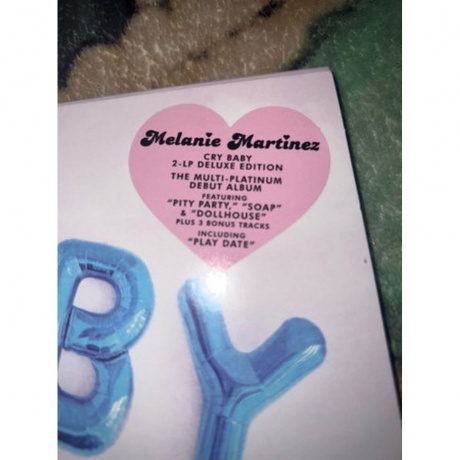 Melanie Martinez
CRY BABY
2-LP DELUXE EDITION
THE MULTI-PLATINUM
DEBUT ALBUM
FEATURING
"PITY PARTY," "SOAP"
& "DOLLHOUSE"
PLUS 3 BONUS TRACKS
INCLUDING
"PLAY DATE"
BY